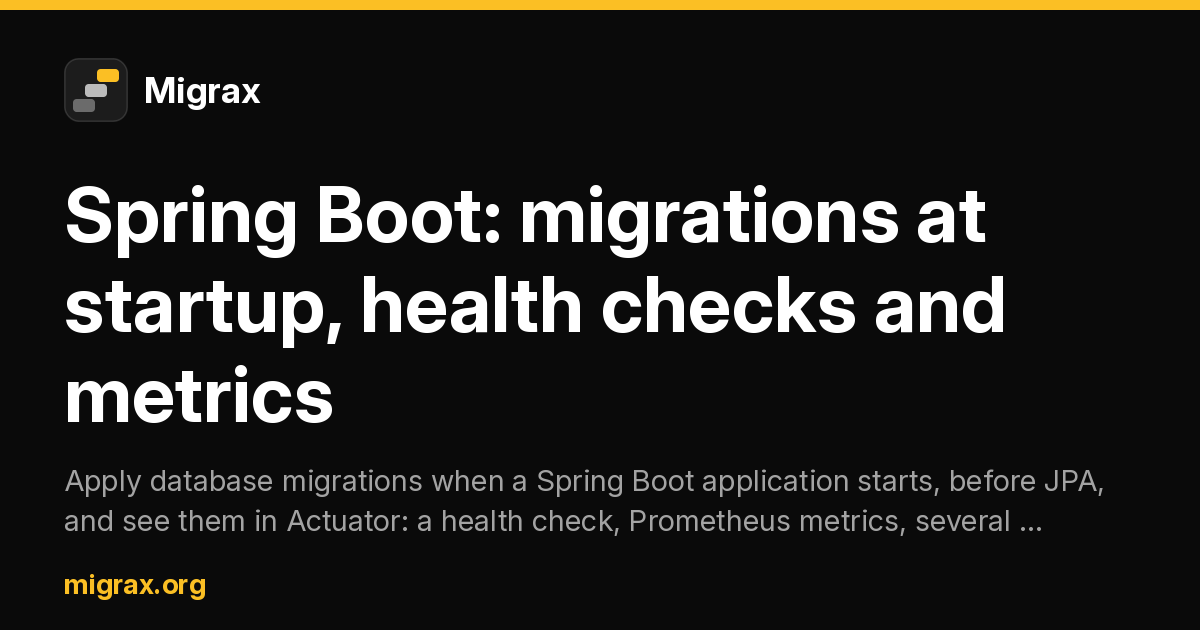 Migrax
Spring Boot: migrations at
startup, health checks and
metrics
Apply database migrations when a Spring Boot application starts, before JPA,
and see them in Actuator: a health check, Prometheus metrics, several ...
migrax.org